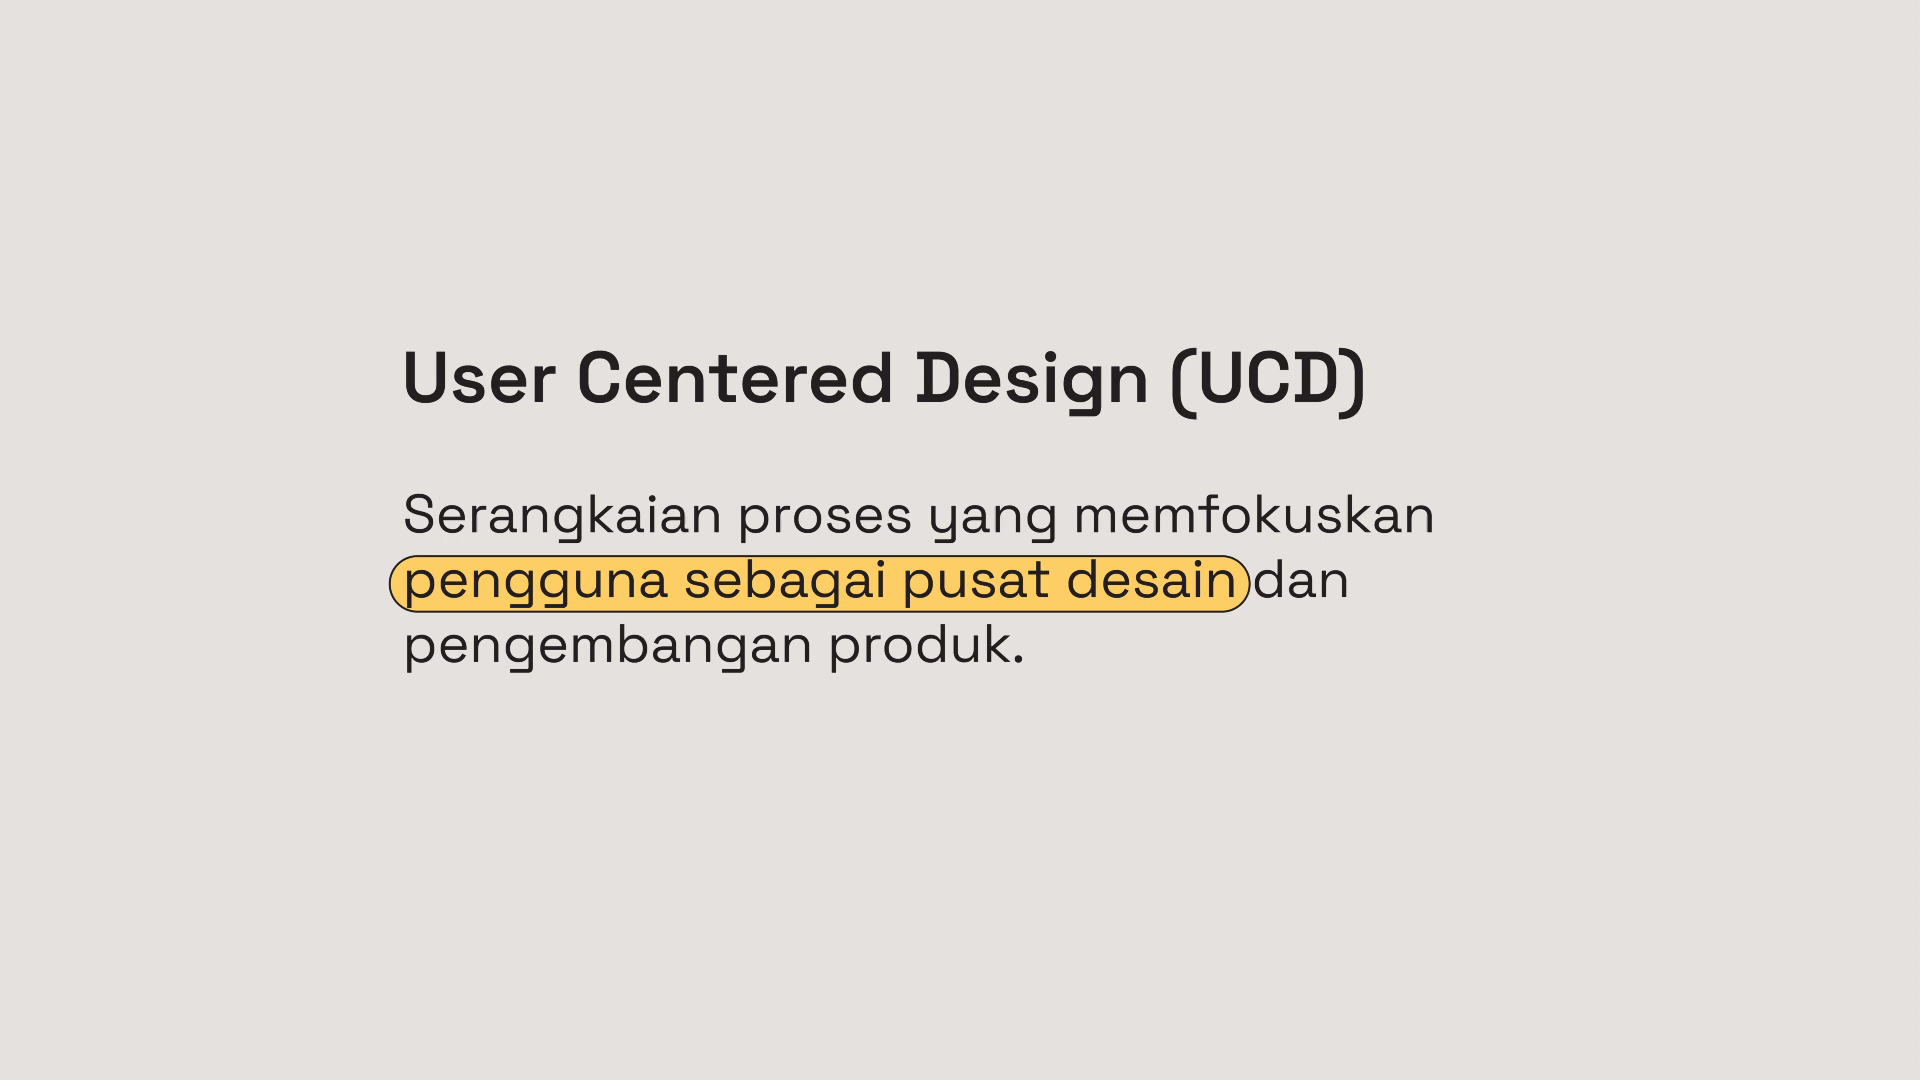 User Centered Design (UCD)
Serangkaian proses yang memfokuskan
pengguna sebagai pusat desain dan
pengembangan produk.